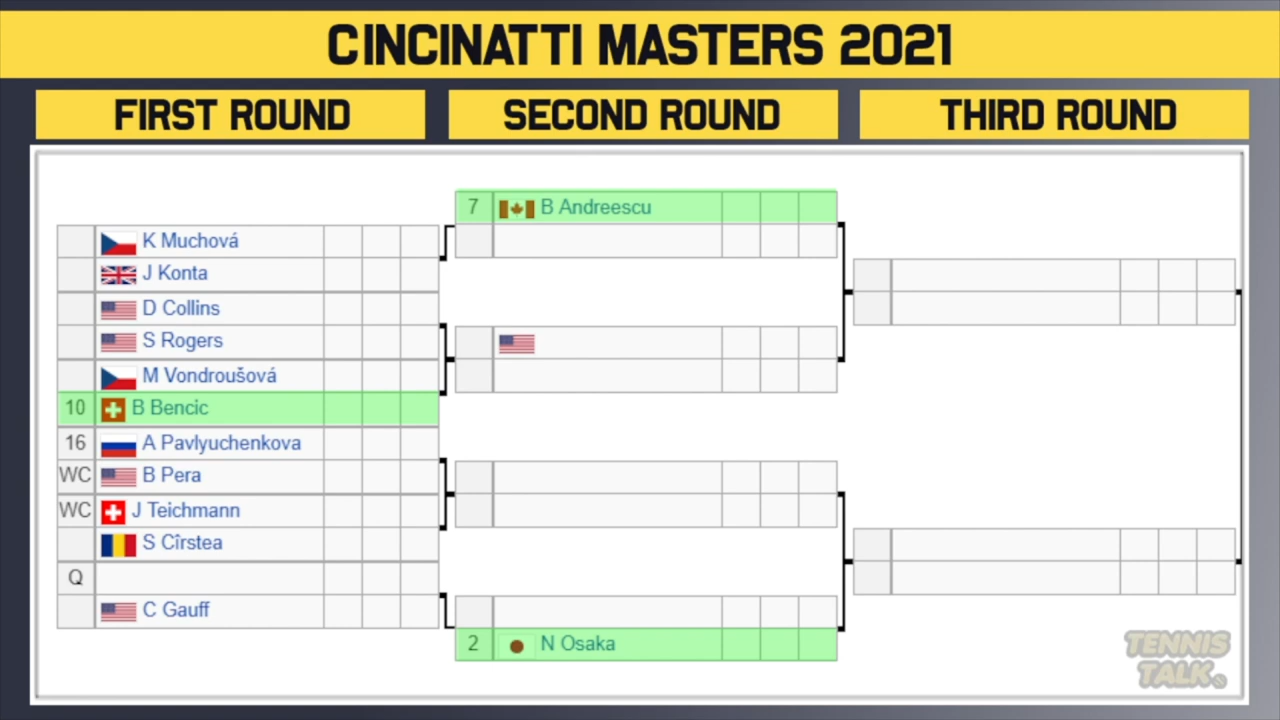 CINCINATTI MASTERS 2021
FIRST ROUND
SECOND ROUND
THIRD ROUND
7 B Andreescu
K Muchová
J Konta
D Collins
S Rogers
M Vondroušová
10 B Bencic
16 A Pavlyuchenkova
WC B Pera
WC J Teichmann
S Cîrstea
Q
C Gauff
2 N Osaka
TENNIS
TALK